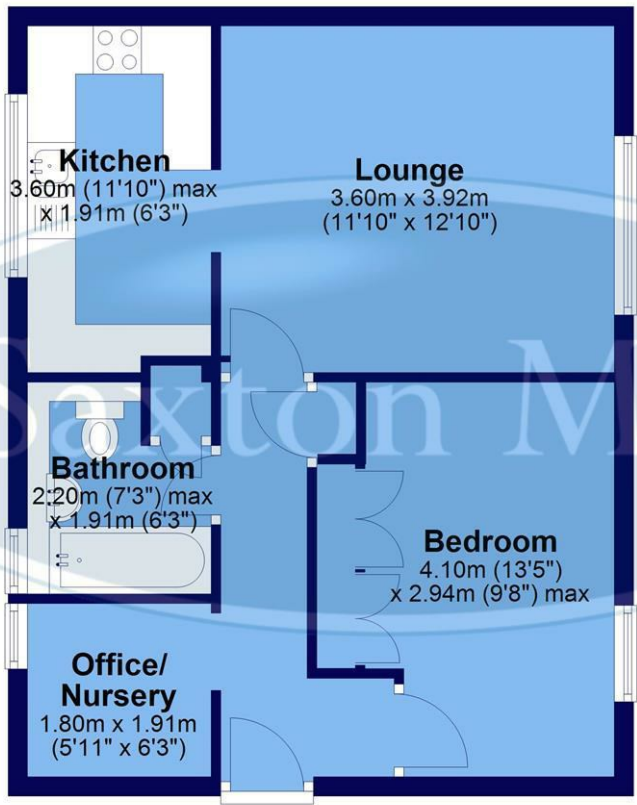 Kitchen
3.60m (11'10") max
x 1.91m (6'3")
Lounge
3.60m x 3.92m
(11'10" x 12'10")
Saxton M
Bathroom
2.20m (7'3") max
x 1.91m (6'3")
Bedroom
4.10m (13'5")
x 2.94m (9'8") max
Office/
Nursery
1.80m x 1.91m
(5'11" x 6'3")